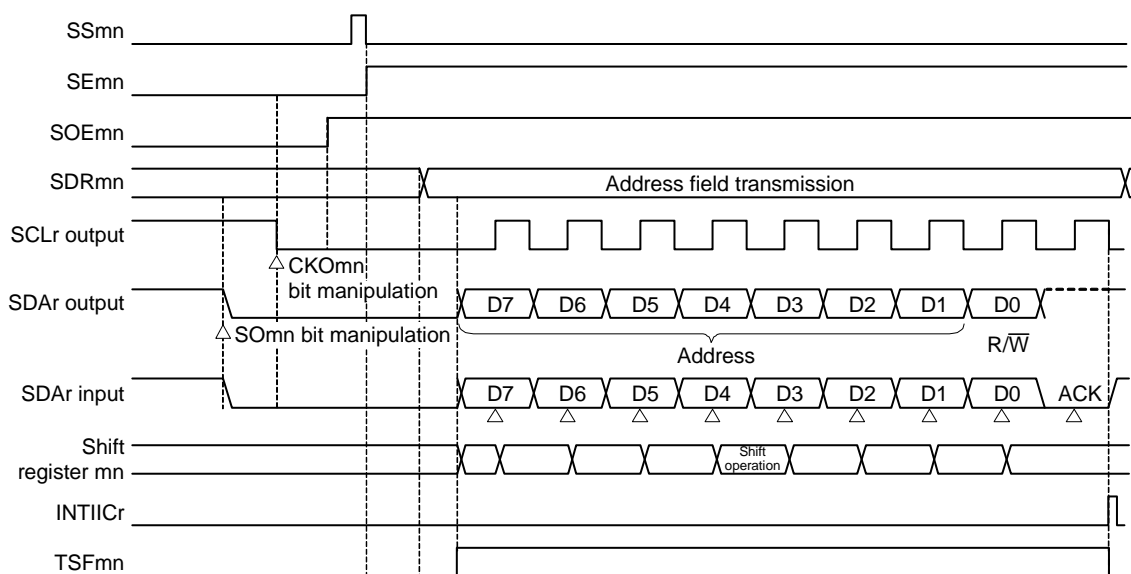 SSmn
SEmn
SOEmn
SDRmn
Address field transmission
SCLr output
CKOmn
bit manipulation
SDAr output
D7 D6 D5 D4 D3 D2 D1 D0
SOmn bit manipulation
Address
R/W̅
SDAr input
D7 D6 D5 D4 D3 D2 D1 D0 ACK
Shift
register mn
Shift
operation
INTIICr
TSFmn